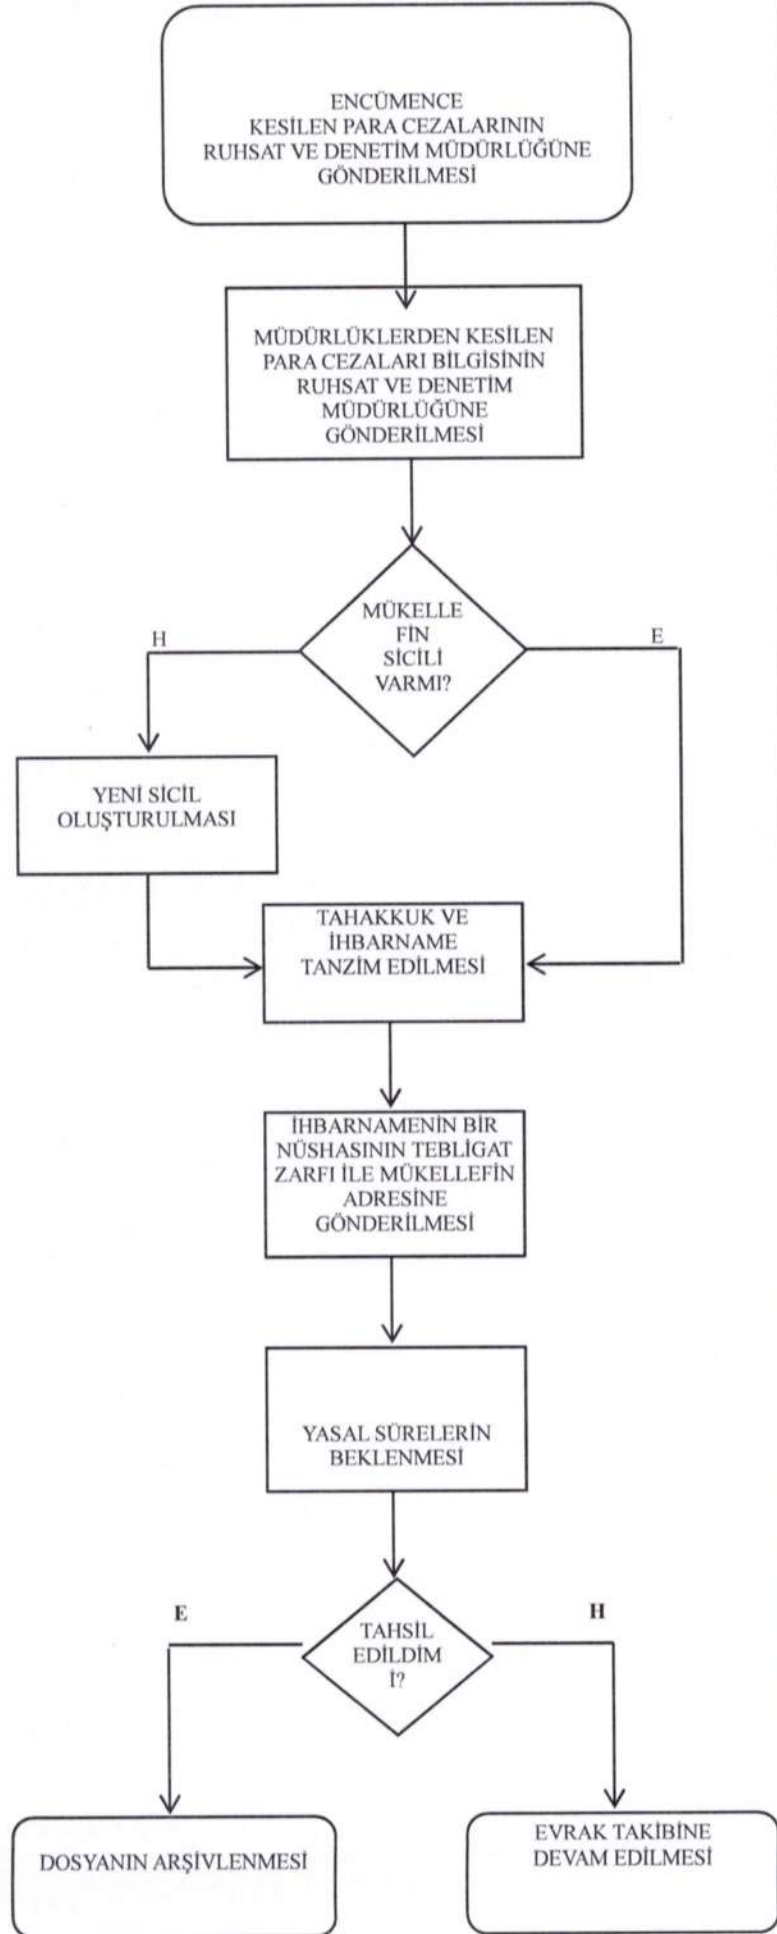 ENCÜMENCE
KESİLEN PARA CEZALARININ
RUHSAT VE DENETİM MÜDÜRLÜĞÜNE
GÖNDERİLMESİ
MÜDÜRLÜKLERDEN KESİLEN
PARA CEZALARI BİLGİSİNİN
RUHSAT VE DENETİM
MÜDÜRLÜĞÜNE
GÖNDERİLMESİ
MÜKELLE
FİN
SİCİLİ
VARMI?
H
E
YENİ SİCİL
OLUŞTURULMASI
TAHAKKUK VE
İHBARNAME
TANZİM EDİLMESİ
İHBARNAMENİN BİR
NÜSHASININ TEBLİGAT
ZARFI İLE MÜKELLEFİN
ADRESİNE
GÖNDERİLMESİ
YASAL SÜRELERİN
BEKLENMESİ
E
H
TAHSİL
EDİLDİM
İ?
DOSYANIN ARŞİVLENMESİ
EVRAK TAKİBİNE
DEVAM EDİLMESİ